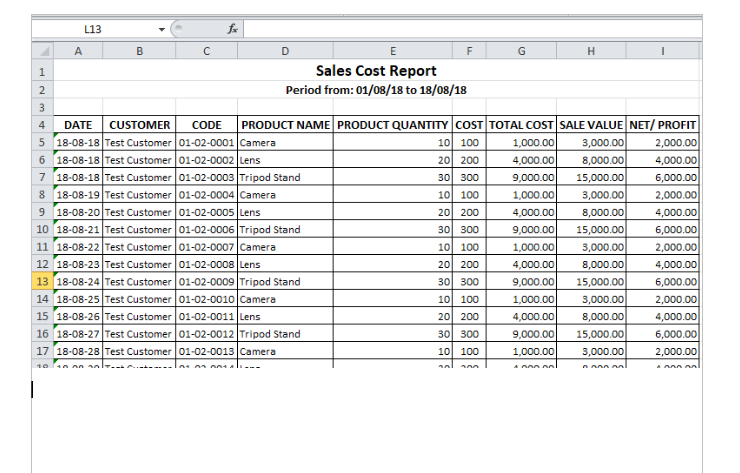 L13 fx
A B C D E F G H I
1 Sales Cost Report
2 Period from: 01/08/18 to 18/08/18
3
4 DATE CUSTOMER CODE PRODUCT NAME PRODUCT QUANTITY COST TOTAL COST SALE VALUE NET/ PROFIT
5 18-08-18 Test Customer 01-02-0001 Camera 10 100 1,000.00 3,000.00 2,000.00
6 18-08-18 Test Customer 01-02-0002 Lens 20 200 4,000.00 8,000.00 4,000.00
7 18-08-18 Test Customer 01-02-0003 Tripod Stand 30 300 9,000.00 15,000.00 6,000.00
8 18-08-19 Test Customer 01-02-0004 Camera 10 100 1,000.00 3,000.00 2,000.00
9 18-08-20 Test Customer 01-02-0005 Lens 20 200 4,000.00 8,000.00 4,000.00
10 18-08-21 Test Customer 01-02-0006 Tripod Stand 30 300 9,000.00 15,000.00 6,000.00
11 18-08-22 Test Customer 01-02-0007 Camera 10 100 1,000.00 3,000.00 2,000.00
12 18-08-23 Test Customer 01-02-0008 Lens 20 200 4,000.00 8,000.00 4,000.00
13 18-08-24 Test Customer 01-02-0009 Tripod Stand 30 300 9,000.00 15,000.00 6,000.00
14 18-08-25 Test Customer 01-02-0010 Camera 10 100 1,000.00 3,000.00 2,000.00
15 18-08-26 Test Customer 01-02-0011 Lens 20 200 4,000.00 8,000.00 4,000.00
16 18-08-27 Test Customer 01-02-0012 Tripod Stand 30 300 9,000.00 15,000.00 6,000.00
17 18-08-28 Test Customer 01-02-0013 Camera 10 100 1,000.00 3,000.00 2,000.00